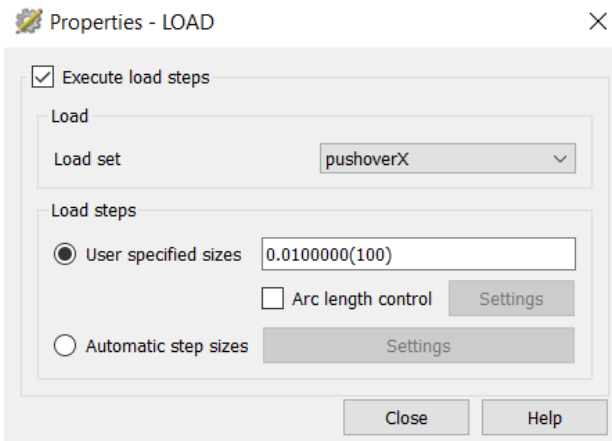 Properties - LOAD
Execute load steps
Load
Load set pushoverX
Load steps
User specified sizes 0.0100000(100)
Arc length control Settings
Automatic step sizes Settings
Close Help